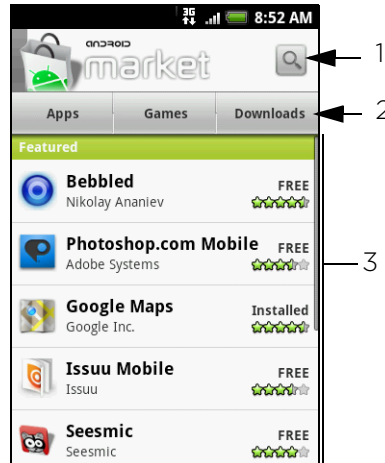 3G 8:52 AM
android
market
1
Apps Games Downloads
2
Featured
Bebbled FREE
Nikolay Ananiev
Photoshop.com Mobile FREE
Adobe Systems
3
Google Maps Installed
Google Inc.
Issuu Mobile FREE
Issuu
Seesmic FREE
Seesmic